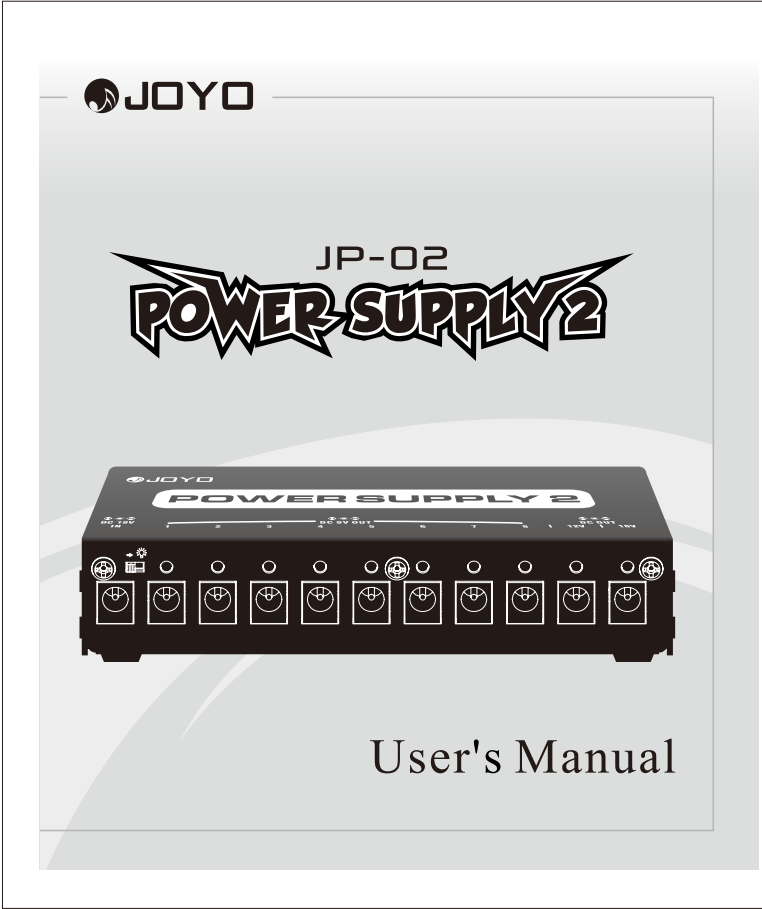 JOYO
JP-02
POWER SUPPLY 2
JOYO
POWER SUPPLY 2
DC 18V DC 9V OUT DC OUT
IN 1 2 3 4 5 6 7 8 12V 18V
User's Manual